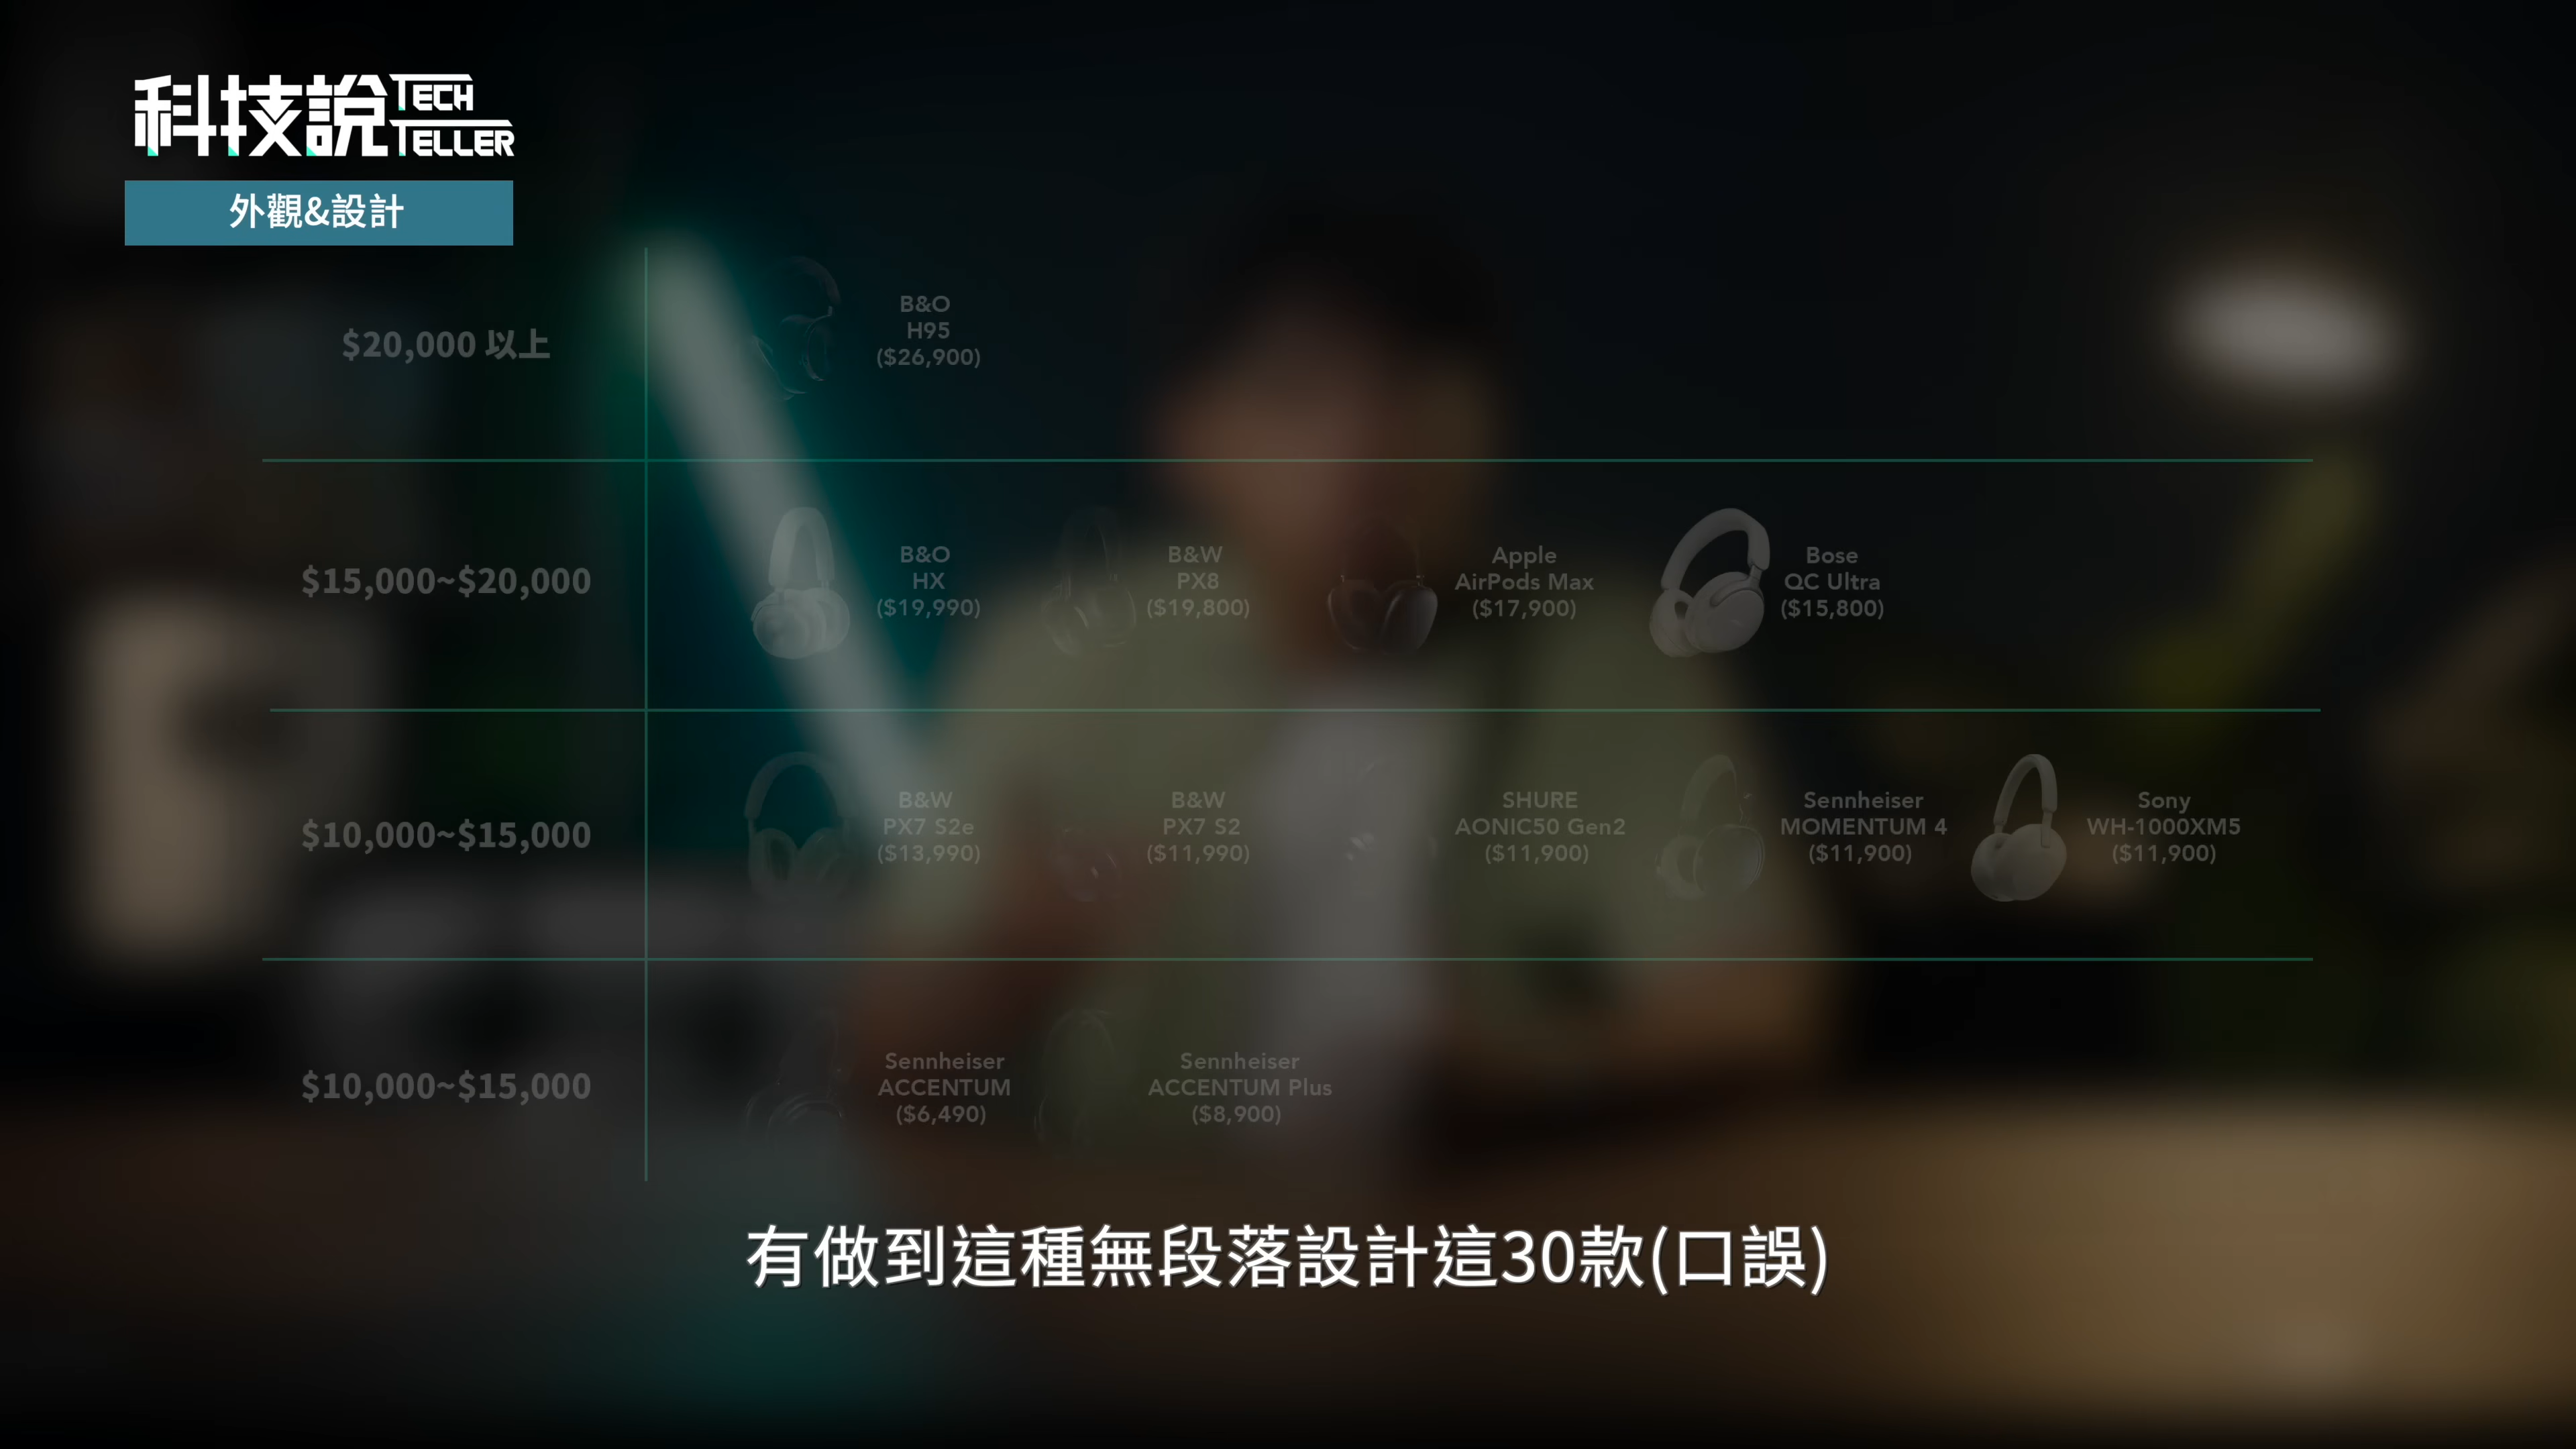 科技說 TECH TELLER
外觀&設計
$20,000 以上
B&O
H95
($26,900)
$15,000~$20,000
B&O
HX
($19,990)
B&W
PX8
($19,800)
Apple
AirPods Max
($17,900)
Bose
QC Ultra
($15,800)
$10,000~$15,000
B&W
PX7 S2e
($13,990)
B&W
PX7 S2
($11,990)
SHURE
AONIC50 Gen2
($11,900)
Sennheiser
MOMENTUM 4
($11,900)
Sony
WH-1000XM5
($11,900)
$10,000~$15,000
Sennheiser
ACCENTUM
($6,490)
Sennheiser
ACCENTUM Plus
($8,900)
有做到這種無段落設計這30款(口誤)